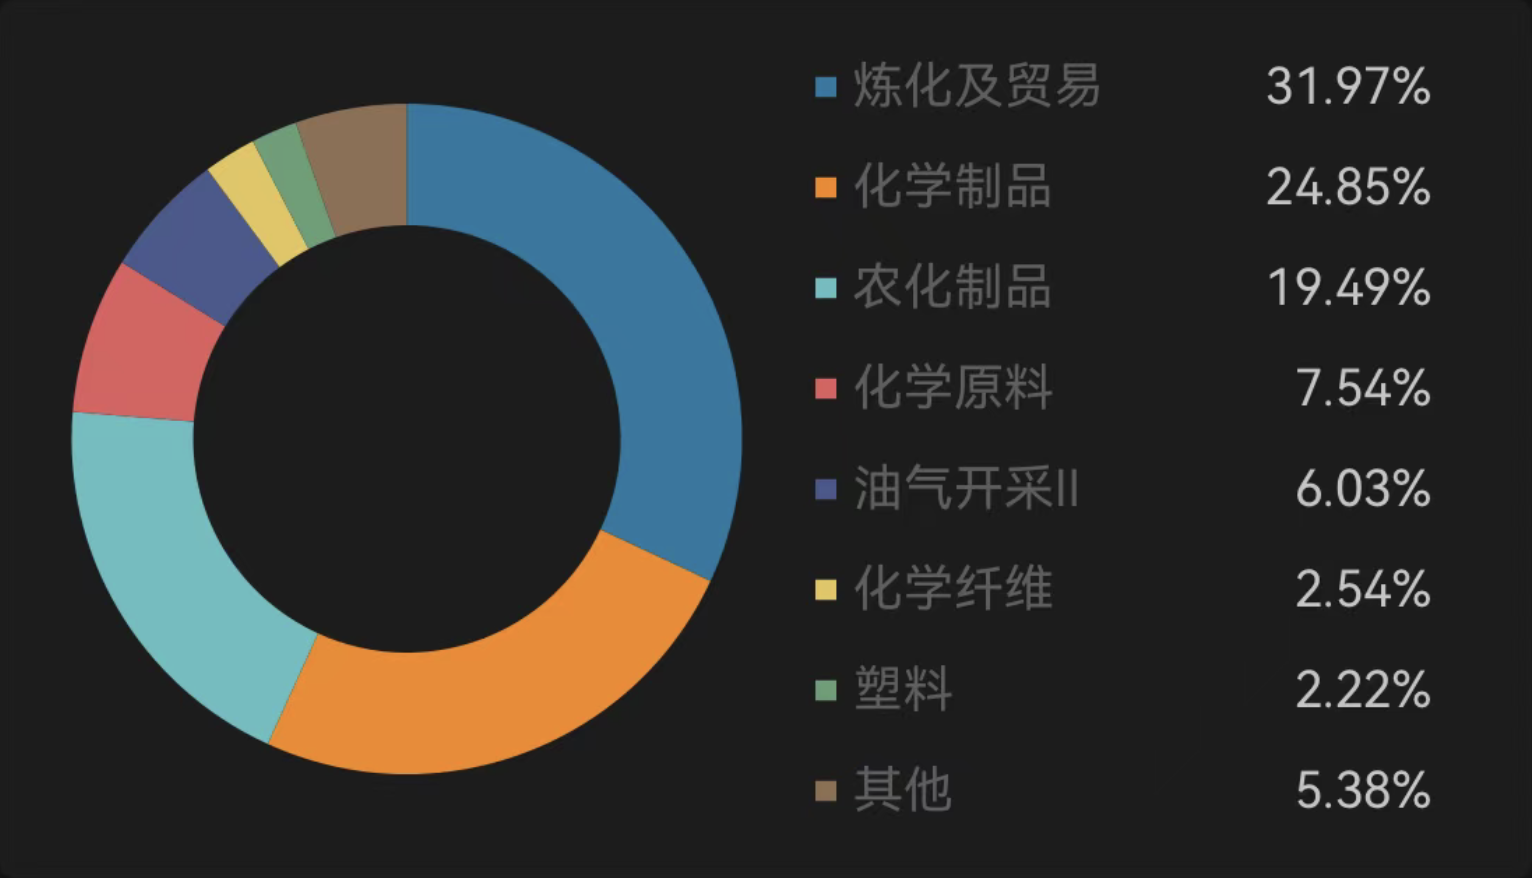 炼化及贸易 31.97%
化学制品 24.85%
农化制品 19.49%
化学原料 7.54%
油气开采II 6.03%
化学纤维 2.54%
塑料 2.22%
其他 5.38%